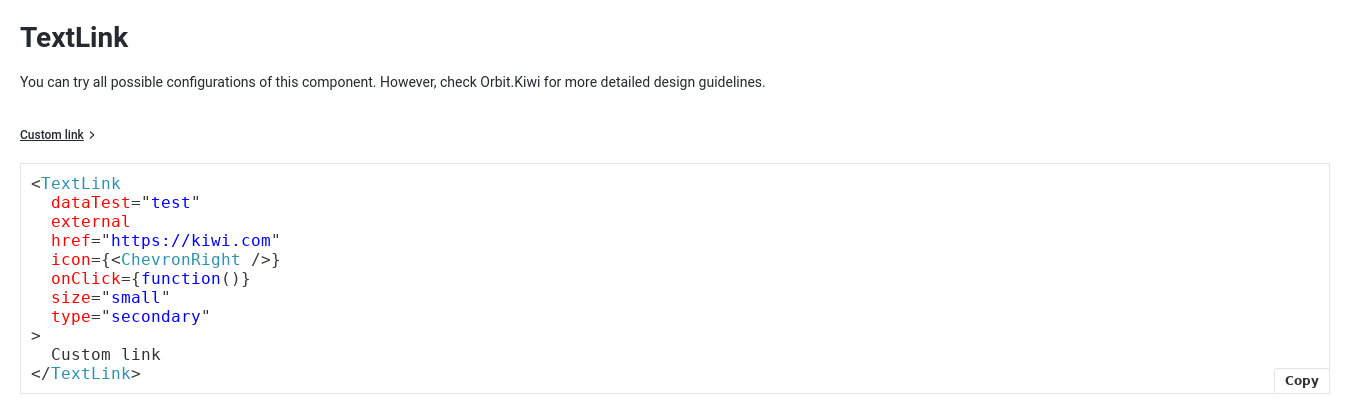 TextLink
You can try all possible configurations of this component. However, check Orbit.Kiwi for more detailed design guidelines.
Custom link
<TextLink
  dataTest="test"
  external
  href="https://kiwi.com"
  icon={<ChevronRight />}
  onClick={function()}
  size="small"
  type="secondary"
>
  Custom link
</TextLink>
Copy